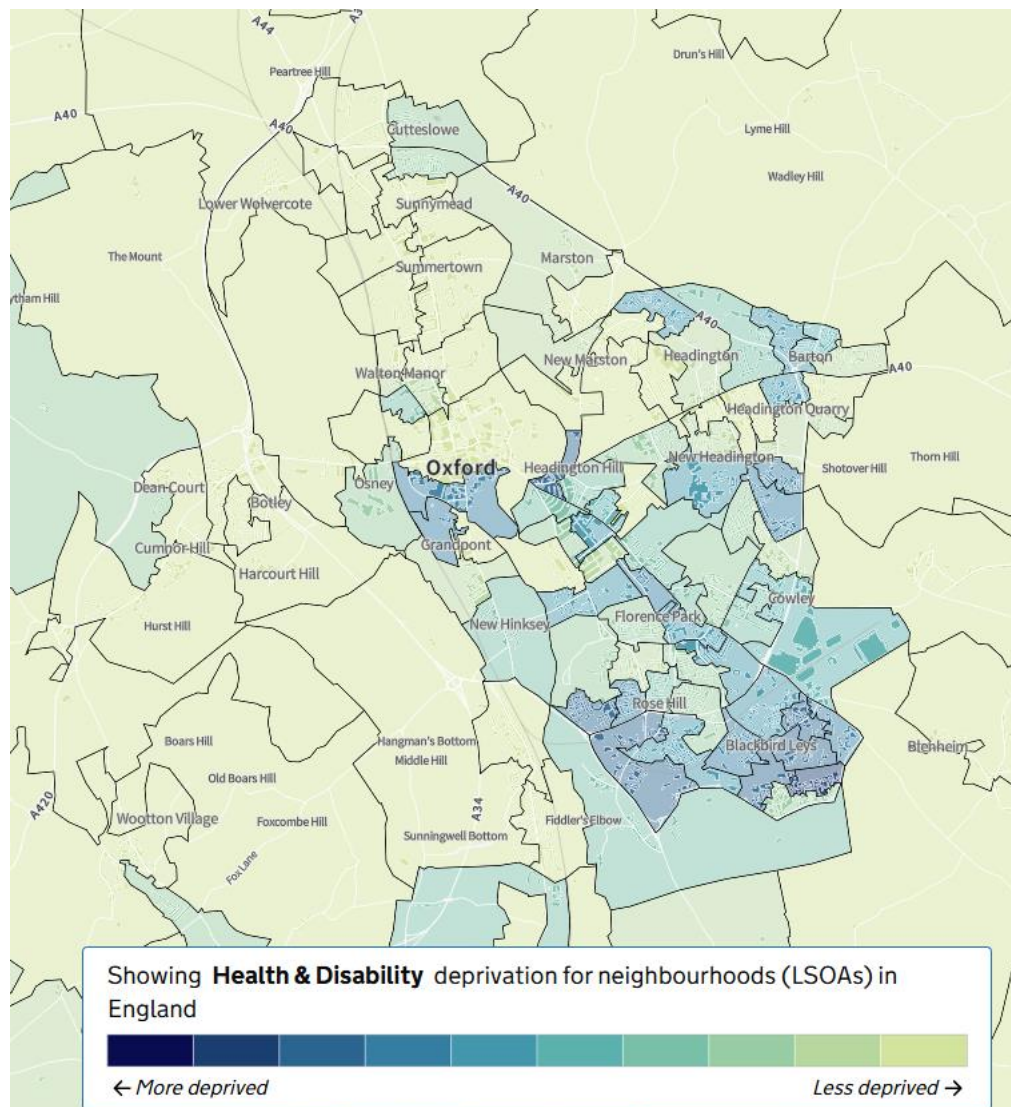 A44
Drun's Hill
Peartree Hill
A40
A40
Cutteslowe
Lyme Hill
Wadley Hill
A40
Lower Wolvercote
Sunnymead
The Mount
Marston
Summertown
ytham Hill
A40
New Marston
Headington
Barton
Walton Manor
A40
Headington Quarry
Oxford
Headington Hill
New Headington
Thorn Hill
Shotover Hill
Dean Court
Osney
Botley
Cumnor Hill
Grandpont
Harcourt Hill
Cowley
Hurst Hill
New Hinksey
Florence Park
Rose Hill
Boars Hill
Hangman's Bottom
Blackbird Leys
Blenheim
Middle Hill
Old Boars Hill
A420
Wootton Village
Foxcombe Hill
A34
Fiddler's Elbow
Sunningwell Bottom
Fox Lane
Showing Health & Disability deprivation for neighbourhoods (LSOAs) in
England
← More deprived
Less deprived →